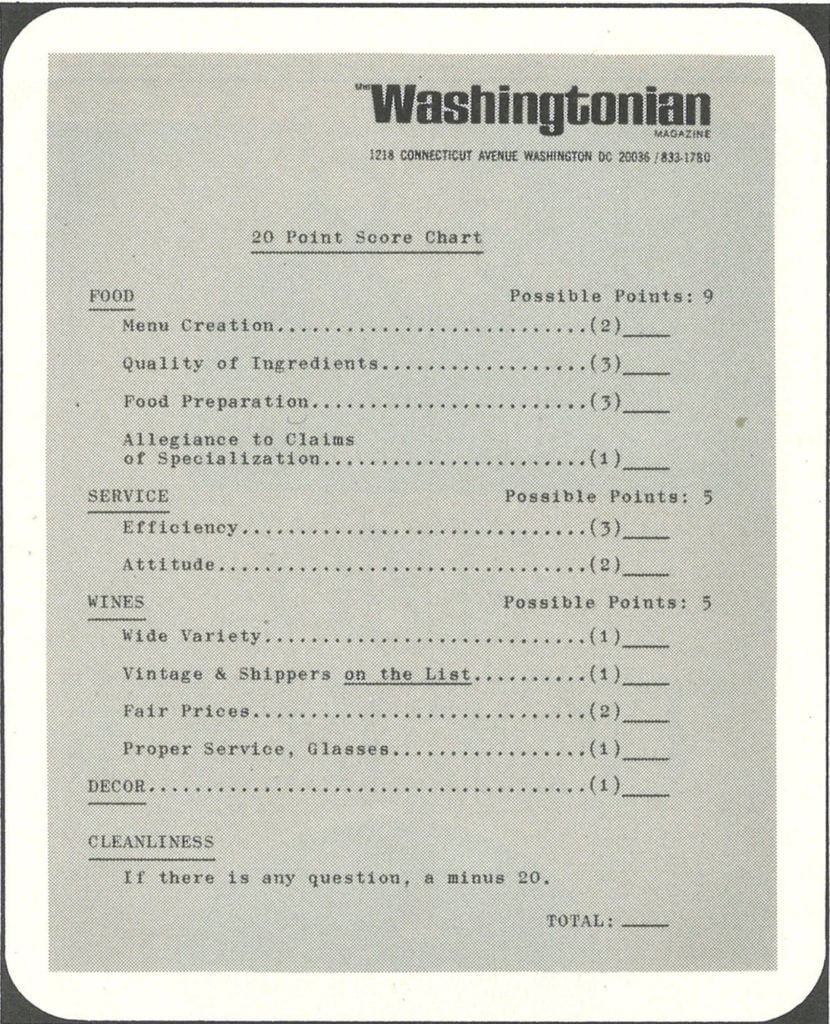 the Washingtonian
MAGAZINE
1218 CONNECTICUT AVENUE WASHINGTON DC 20036 / 833-1780
20 Point Score Chart
FOOD Possible Points: 9
Menu Creation...........................(2)____
Quality of Ingredients..................(3)____
Food Preparation........................(3)____
Allegiance to Claims
of Specialization.......................(1)____
SERVICE Possible Points: 5
Efficiency..............................(3)____
Attitude................................(2)____
WINES Possible Points: 5
Wide Variety............................(1)____
Vintage & Shippers on the List..........(1)____
Fair Prices.............................(2)____
Proper Service, Glasses.................(1)____
DECOR......................................(1)____
CLEANLINESS
If there is any question, a minus 20.
TOTAL: ____